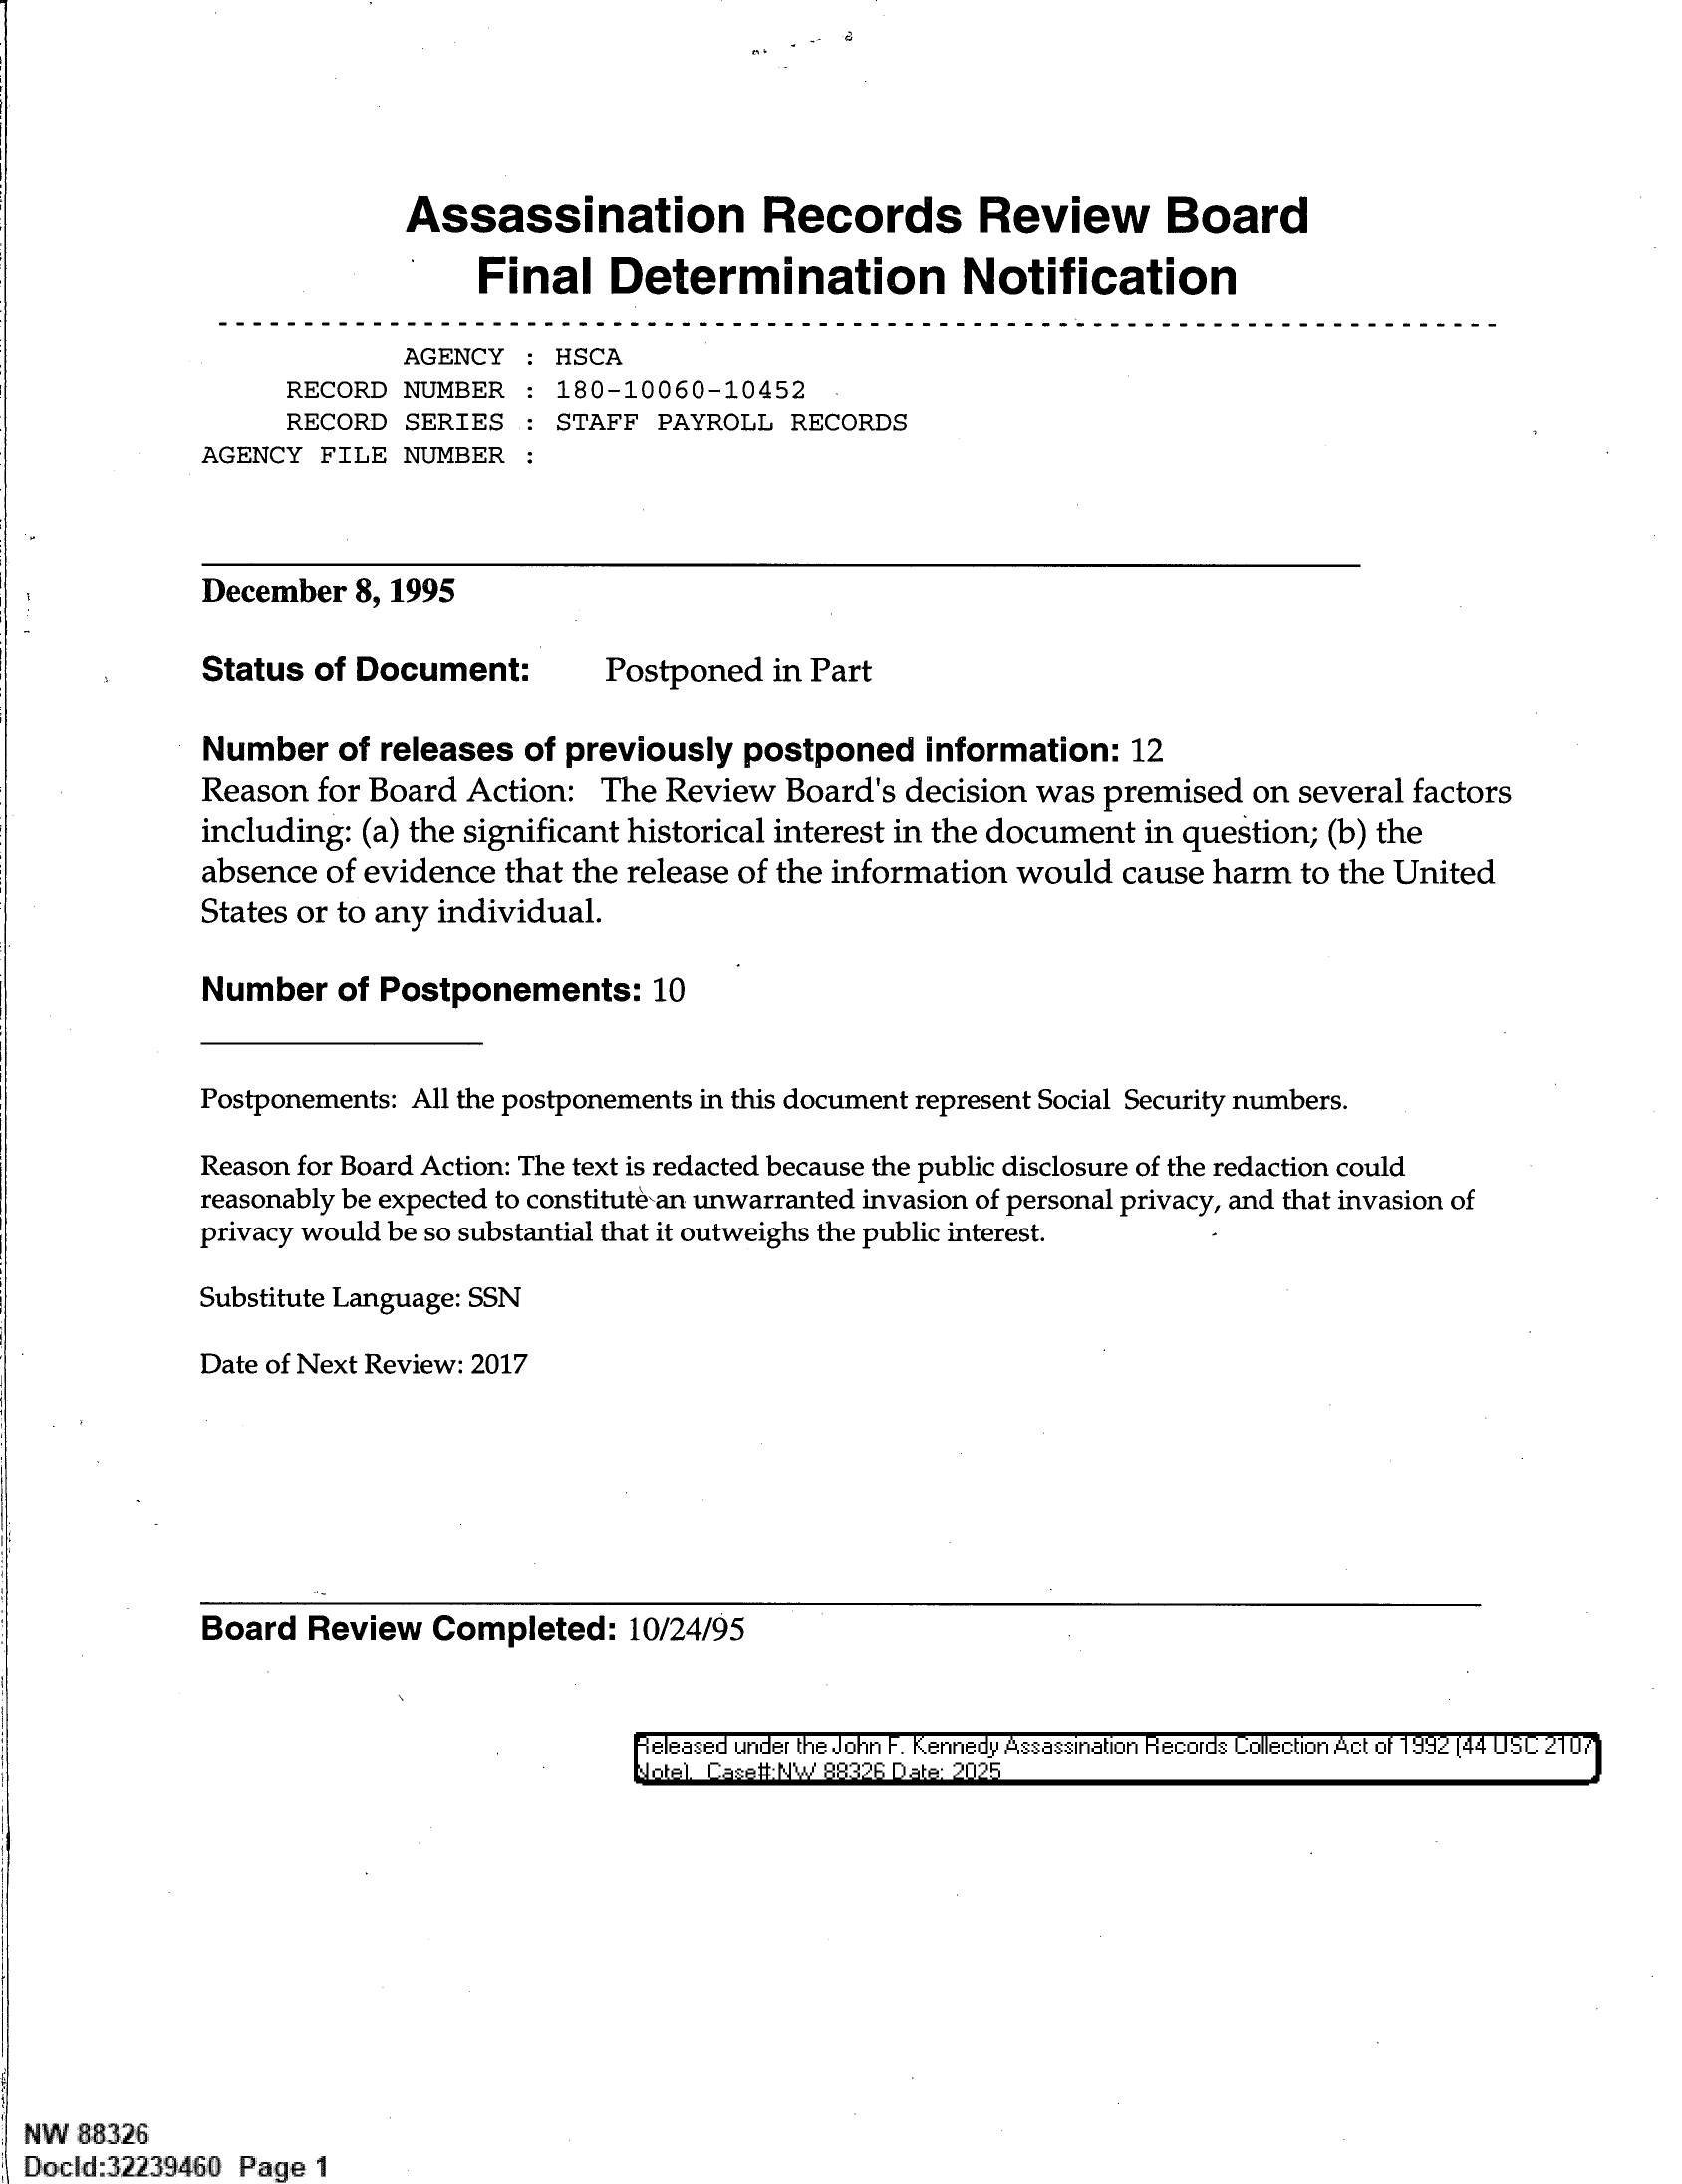 Assassination Records Review Board
Final Determination Notification
AGENCY : HSCA
RECORD NUMBER : 180-10060-10452
RECORD SERIES : STAFF PAYROLL RECORDS
AGENCY FILE NUMBER :
December 8, 1995
Status of Document: Postponed in Part
Number of releases of previously postponed information: 12
Reason for Board Action: The Review Board's decision was premised on several factors
including: (a) the significant historical interest in the document in question; (b) the
absence of evidence that the release of the information would cause harm to the United
States or to any individual.
Number of Postponements: 10
Postponements: All the postponements in this document represent Social Security numbers.
Reason for Board Action: The text is redacted because the public disclosure of the redaction could
reasonably be expected to constitute an unwarranted invasion of personal privacy, and that invasion of
privacy would be so substantial that it outweighs the public interest.
Substitute Language: SSN
Date of Next Review: 2017
Board Review Completed: 10/24/95
Released under the John F. Kennedy Assassination Records Collection Act of 1992 (44 USC 2107
Note). Case#:NW 88326 Date: 2025
NW 88326
DocId:32239460 Page 1